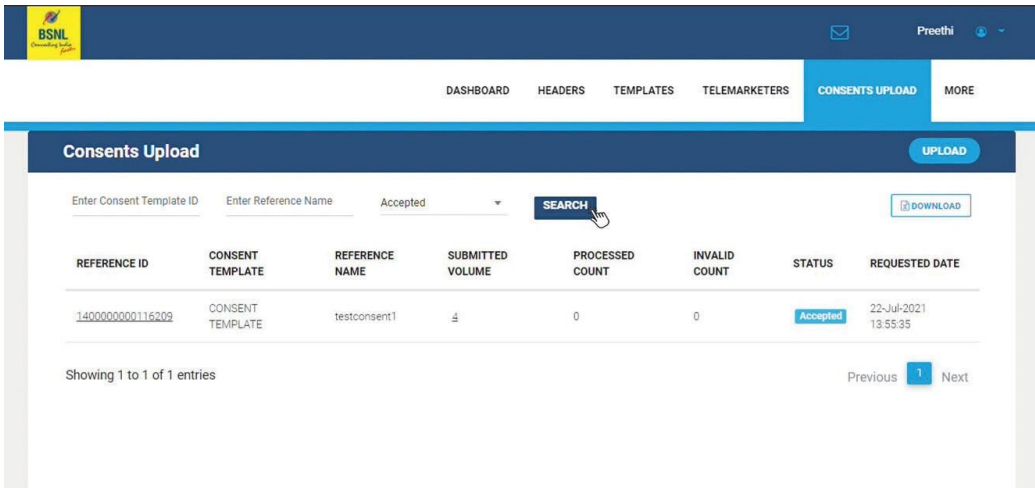 BSNL
Connecting India
faster
Preethi
DASHBOARD HEADERS TEMPLATES TELEMARKETERS CONSENTS UPLOAD MORE
Consents Upload UPLOAD
Enter Consent Template ID Enter Reference Name Accepted SEARCH DOWNLOAD
REFERENCE ID CONSENT REFERENCE SUBMITTED PROCESSED INVALID STATUS REQUESTED DATE
TEMPLATE NAME VOLUME COUNT COUNT
1400000000116209 CONSENT testconsent1 4 0 0 Accepted 22-Jul-2021
TEMPLATE 13:55:35
Showing 1 to 1 of 1 entries Previous 1 Next